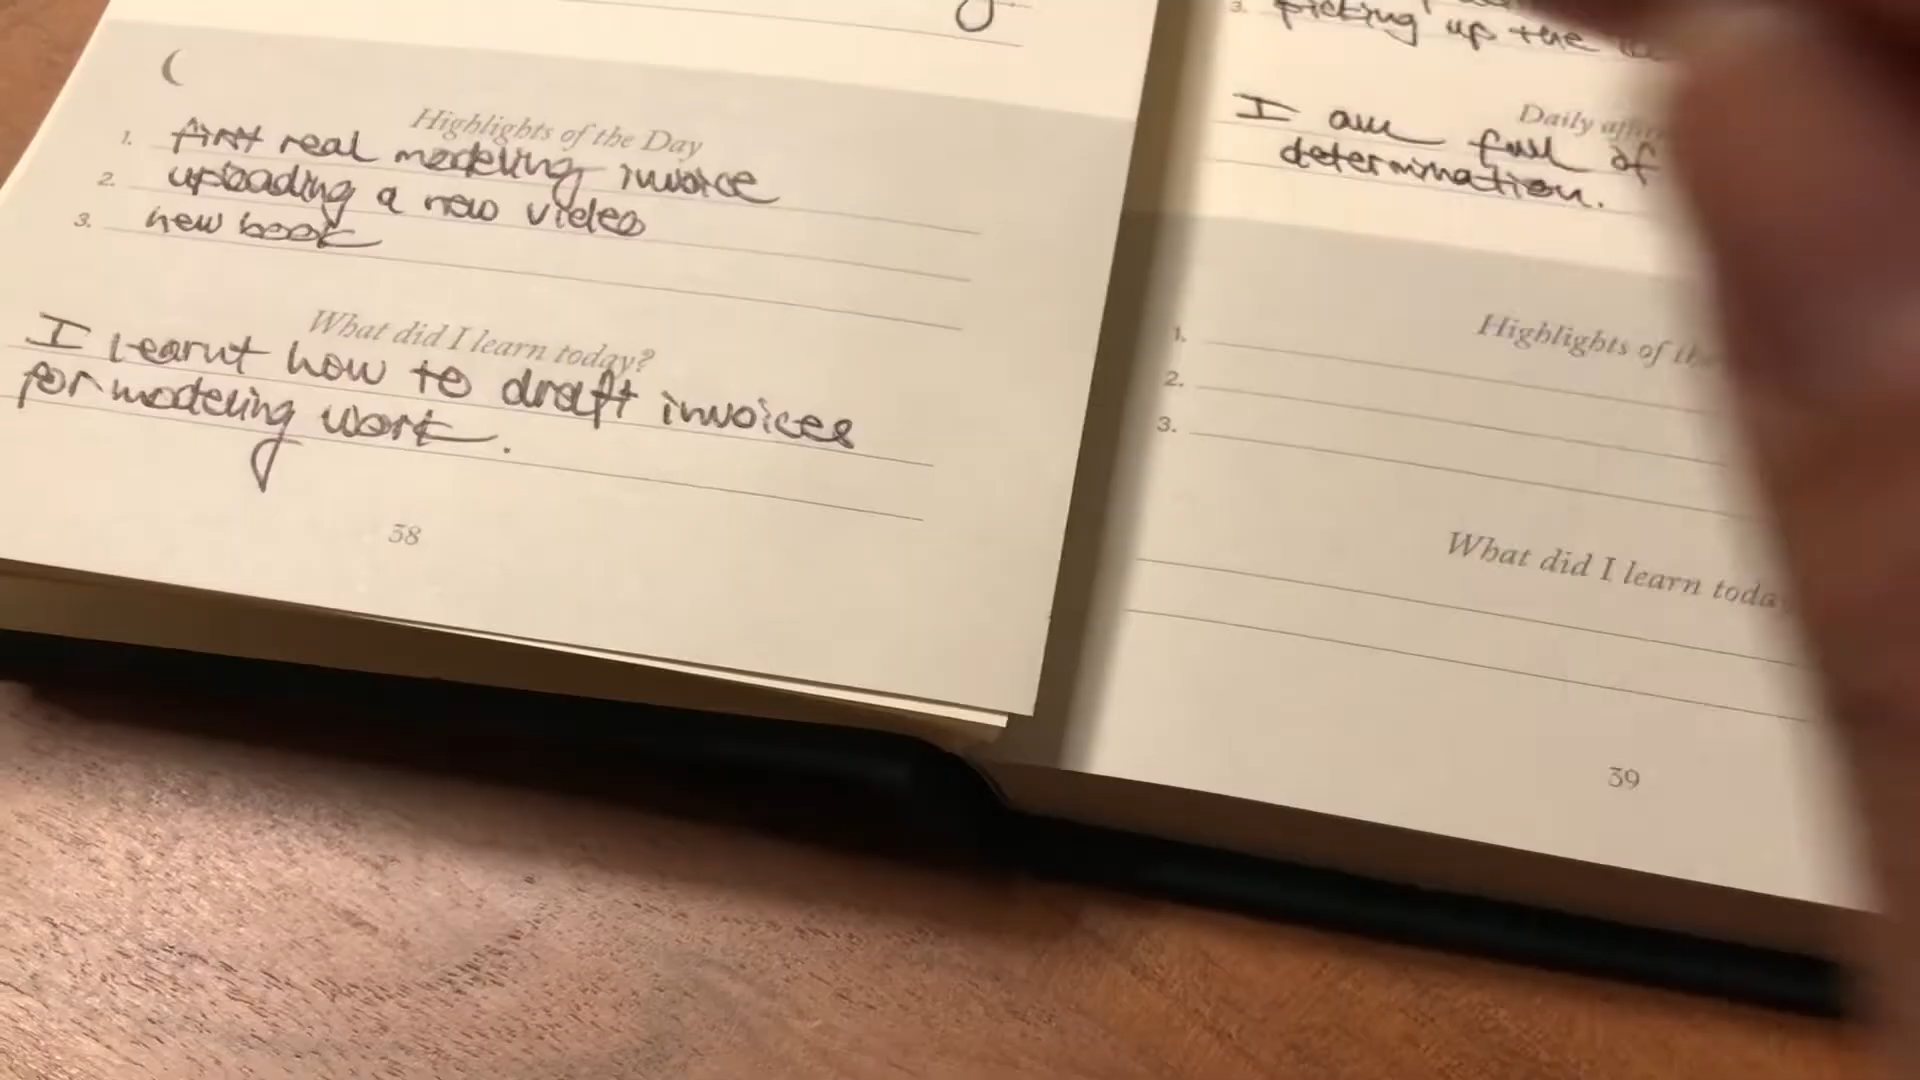 Highlights of the Day
1. first real modeling invoice
2. uploading a new video
3. new book
What did I learn today?
I learnt how to draft invoices
for modeling work.
38
3. picking up the
Daily
I am full of
determination.
Highlights of the
1.
2.
3.
What did I learn
39